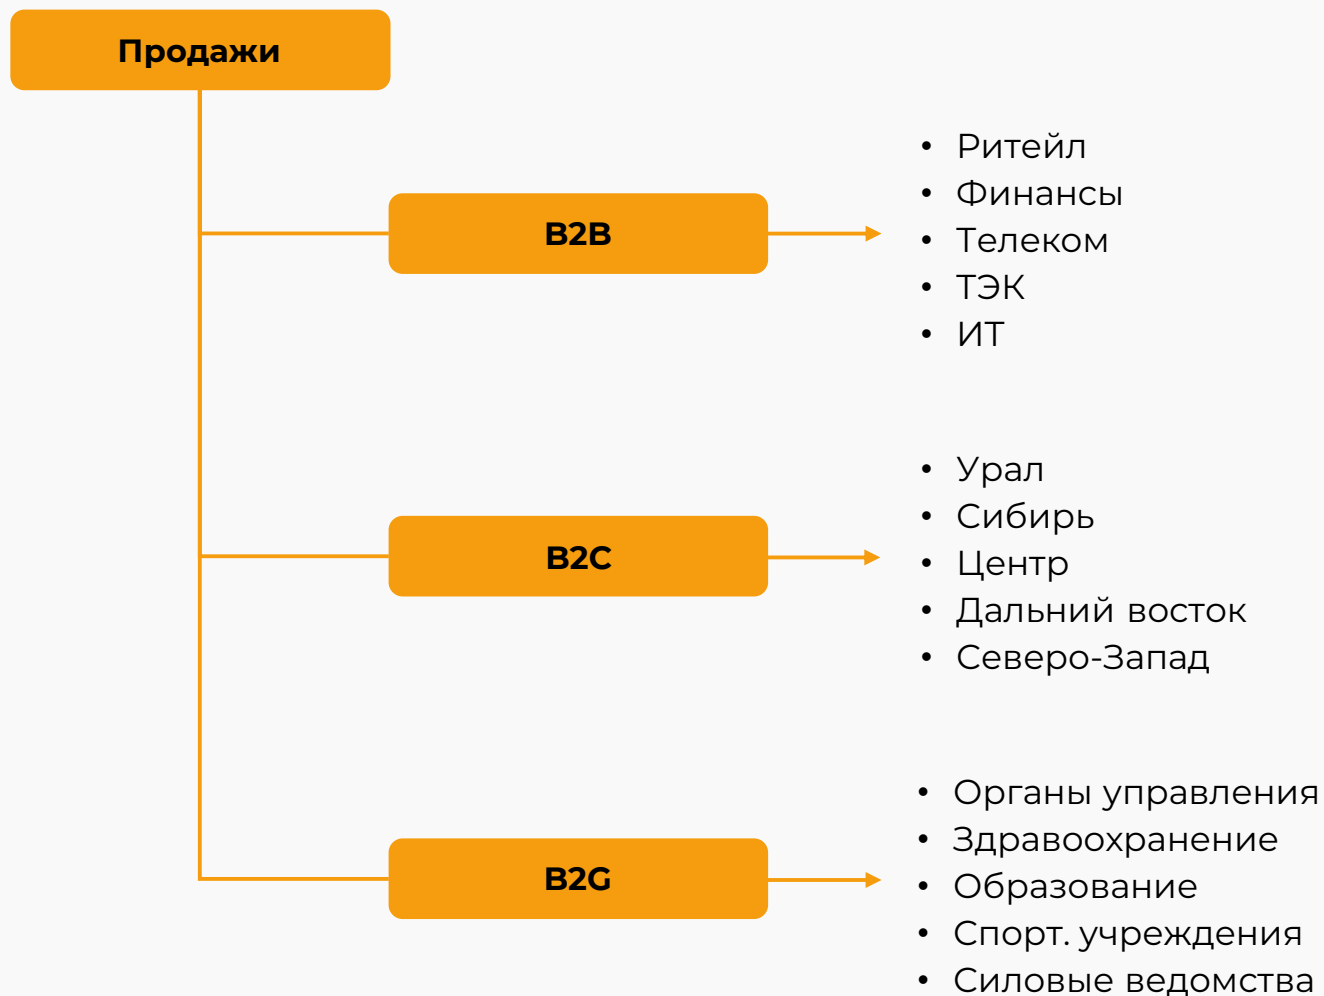 Продажи
B2B
• Ритейл
• Финансы
• Телеком
• ТЭК
• ИТ
B2C
• Урал
• Сибирь
• Центр
• Дальний восток
• Северо-Запад
B2G
• Органы управления
• Здравоохранение
• Образование
• Спорт. учреждения
• Силовые ведомства